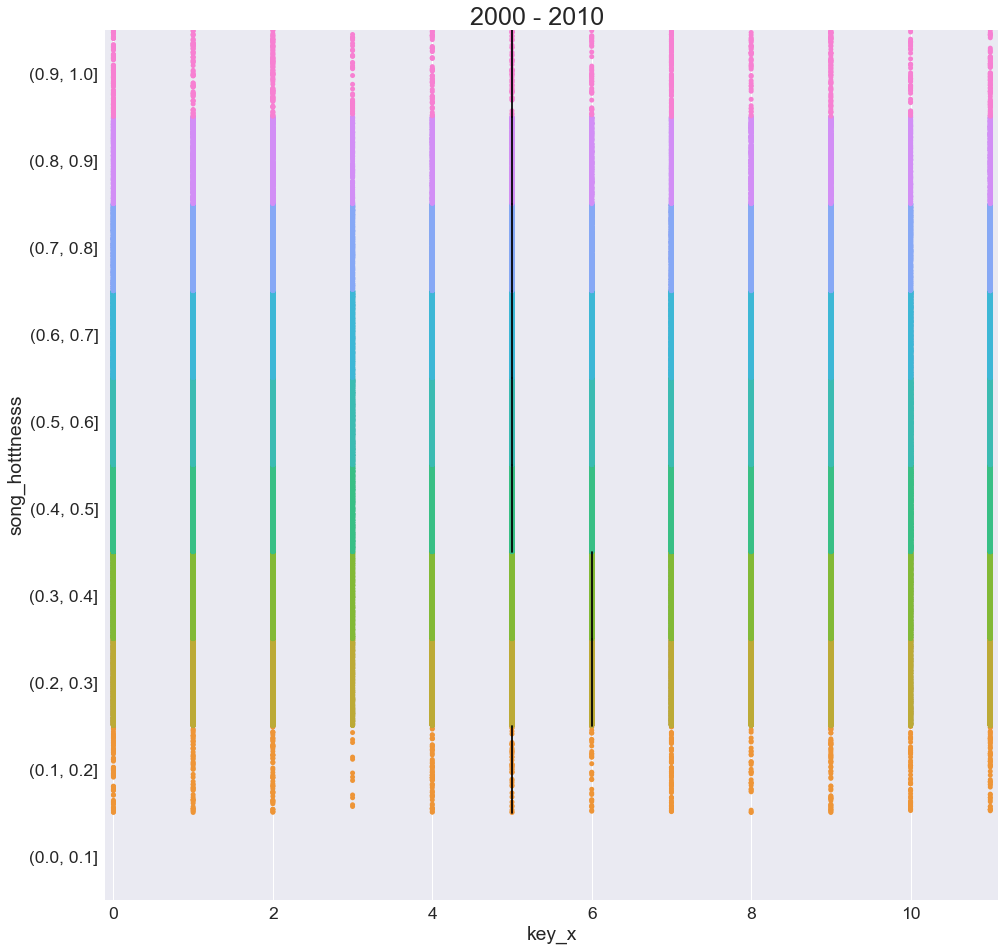 2000 - 2010
(0.9, 1.0]
(0.8, 0.9]
(0.7, 0.8]
(0.6, 0.7]
(0.5, 0.6]
(0.4, 0.5]
(0.3, 0.4]
(0.2, 0.3]
(0.1, 0.2]
(0.0, 0.1]
song_hotttnesss
0 2 4 6 8 10
key_x